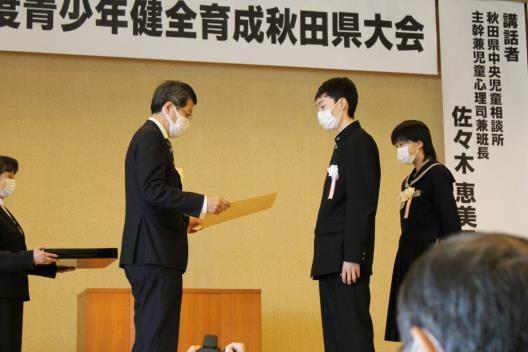 度青少年健全育成秋田県大会
講話者
秋田県中央児童相談所
主幹兼児童心理司兼班長
佐々木恵美